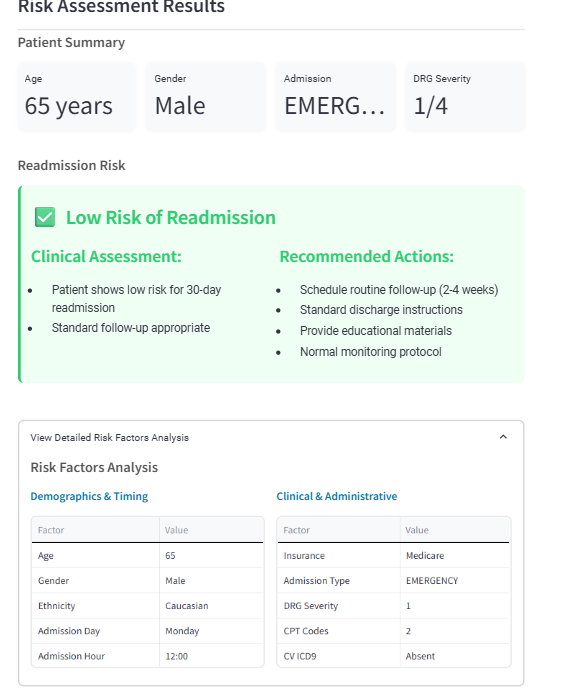 Risk Assessment Results
Patient Summary
Age
65 years
Gender
Male
Admission
EMERG...
DRG Severity
1/4
Readmission Risk
Low Risk of Readmission
Clinical Assessment:
Patient shows low risk for 30-day
readmission
Standard follow-up appropriate
Recommended Actions:
Schedule routine follow-up (2-4 weeks)
Standard discharge instructions
Provide educational materials
Normal monitoring protocol
View Detailed Risk Factors Analysis
Risk Factors Analysis
Demographics & Timing
Factor Value
Age 65
Gender Male
Ethnicity Caucasian
Admission Day Monday
Admission Hour 12:00
Clinical & Administrative
Factor Value
Insurance Medicare
Admission Type EMERGENCY
DRG Severity 1
CPT Codes 2
CV ICD9 Absent